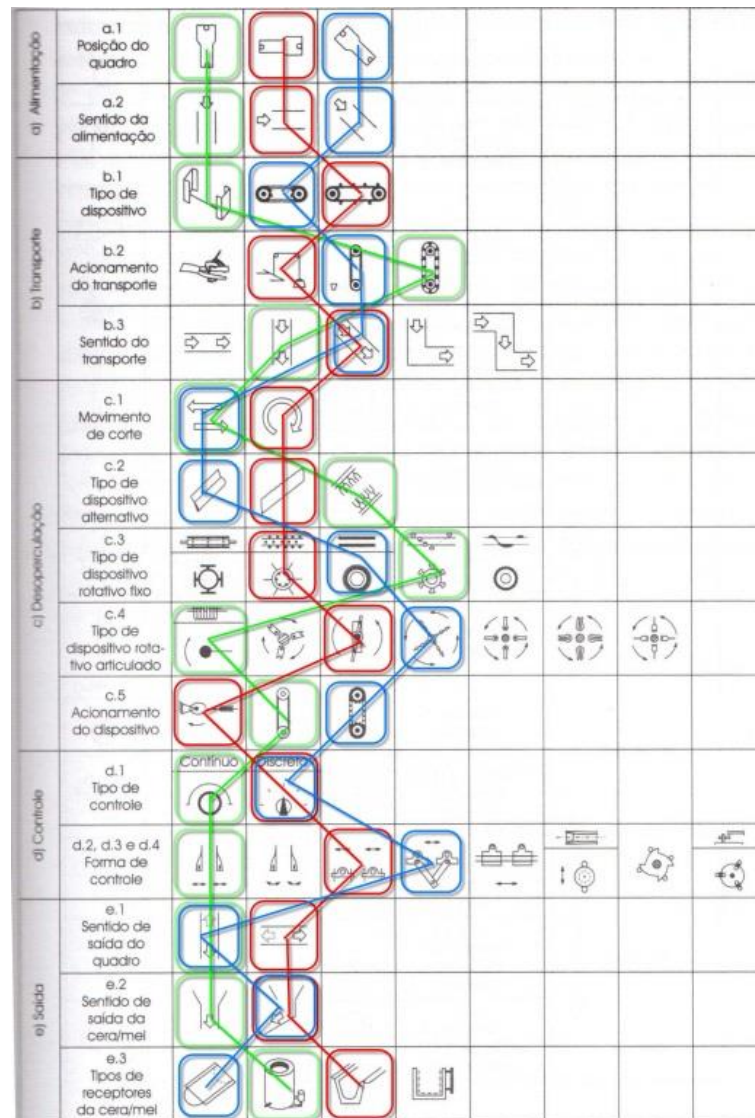 a) Alimentação
a.1
Posição do
quadro
a.2
Sentido da
alimentação
b) Transporte
b.1
Tipo de
dispositivo
b.2
Acionamento
do transporte
b.3
Sentido do
transporte
c) Desoperculação
c.1
Movimento
de corte
c.2
Tipo de
dispositivo
alternativo
c.3
Tipo de
dispositivo
rotativo fixo
c.4
Tipo de
dispositivo rota-
tivo articulado
c.5
Acionamento
do dispositivo
d) Controle
d.1
Tipo de
controle
Contínuo
Discreto
d.2, d.3 e d.4
Forma de
controle
e) Saída
e.1
Sentido de
saída do
quadro
e.2
Sentido de
saída da
cera/mel
e.3
Tipos de
receptores
da cera/mel